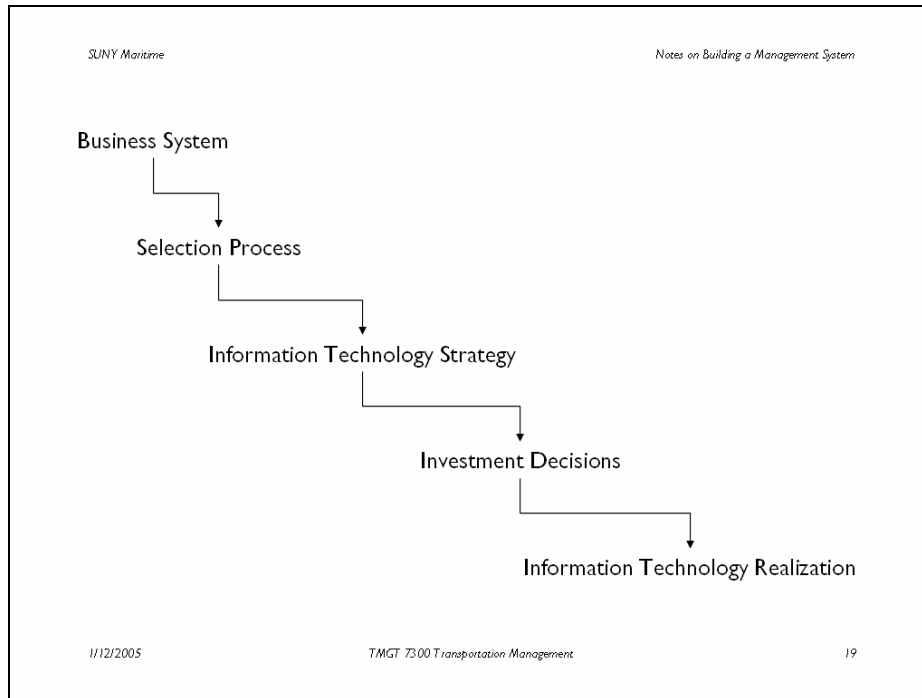 SUNY Maritime
Notes on Building a Management System
Business System
Selection Process
Information Technology Strategy
Investment Decisions
Information Technology Realization
1/12/2005
TMGT 7300 Transportation Management
19